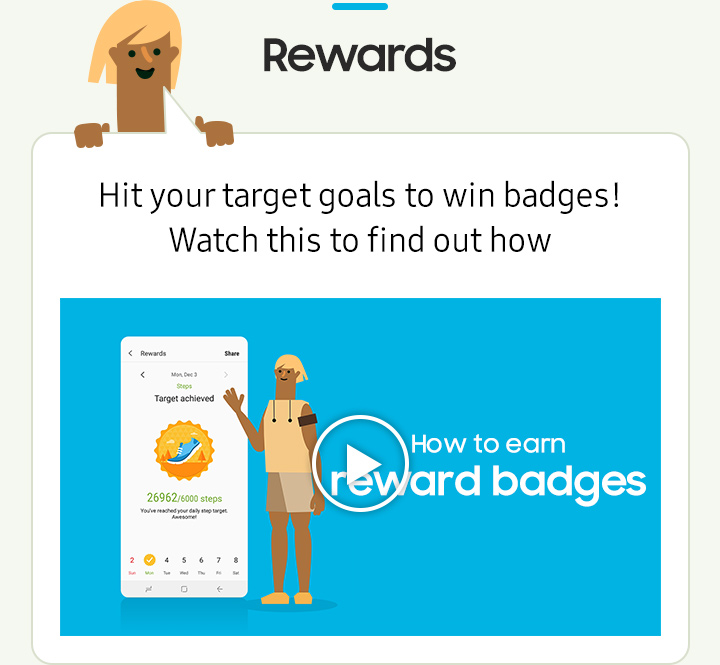 Rewards
Hit your target goals to win badges!
Watch this to find out how
Rewards Share
Mon, Dec 3
Steps
Target achieved
26962/6000 steps
You've reached your daily step target.
Awesome!
2 4 5 6 7 8
Sun Mon Tue Wed Thu Fri Sat
How to earn
reward badges